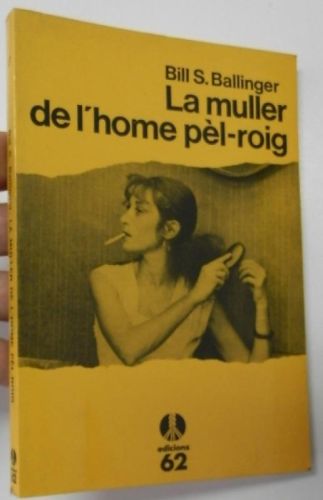 Bill S. Ballinger
La muller
de l'home pèl-roig
edicions
62